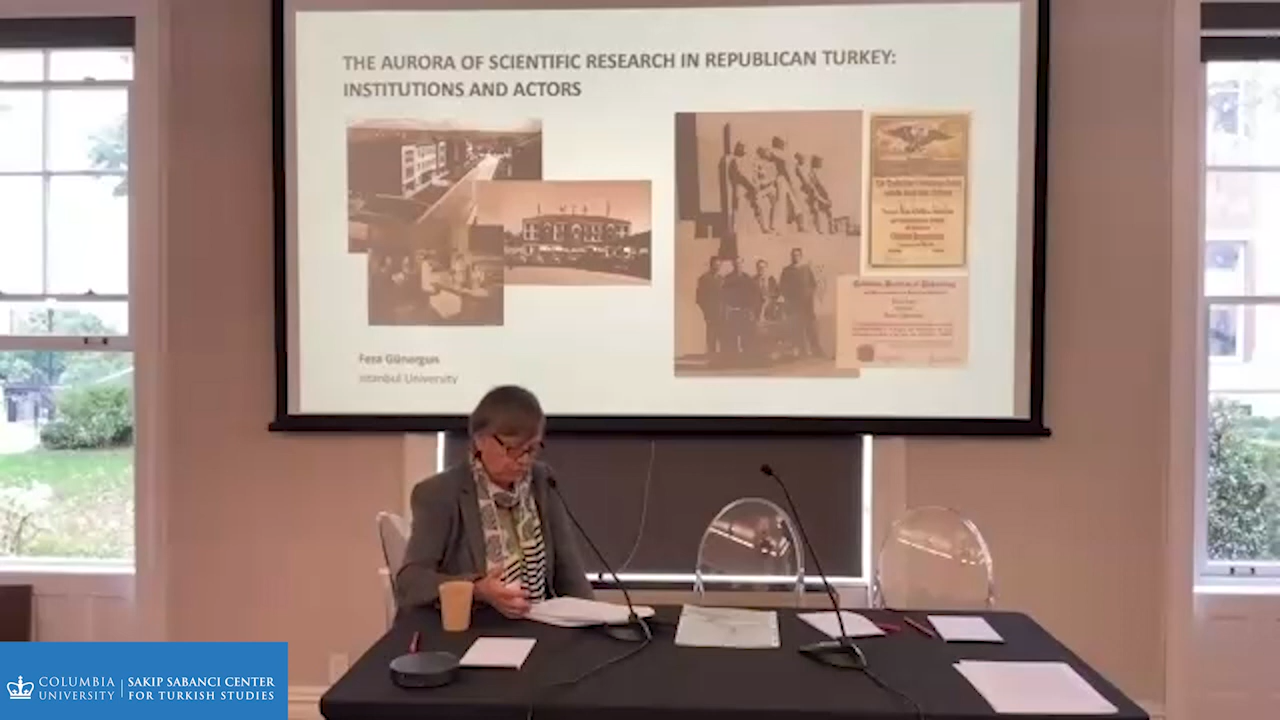 THE AURORA OF SCIENTIFIC RESEARCH IN REPUBLICAN TURKEY:
INSTITUTIONS AND ACTORS
Feza Günergun
Istanbul University
COLUMBIA
UNIVERSITY
SAKIP SABANCI CENTER
FOR TURKISH STUDIES